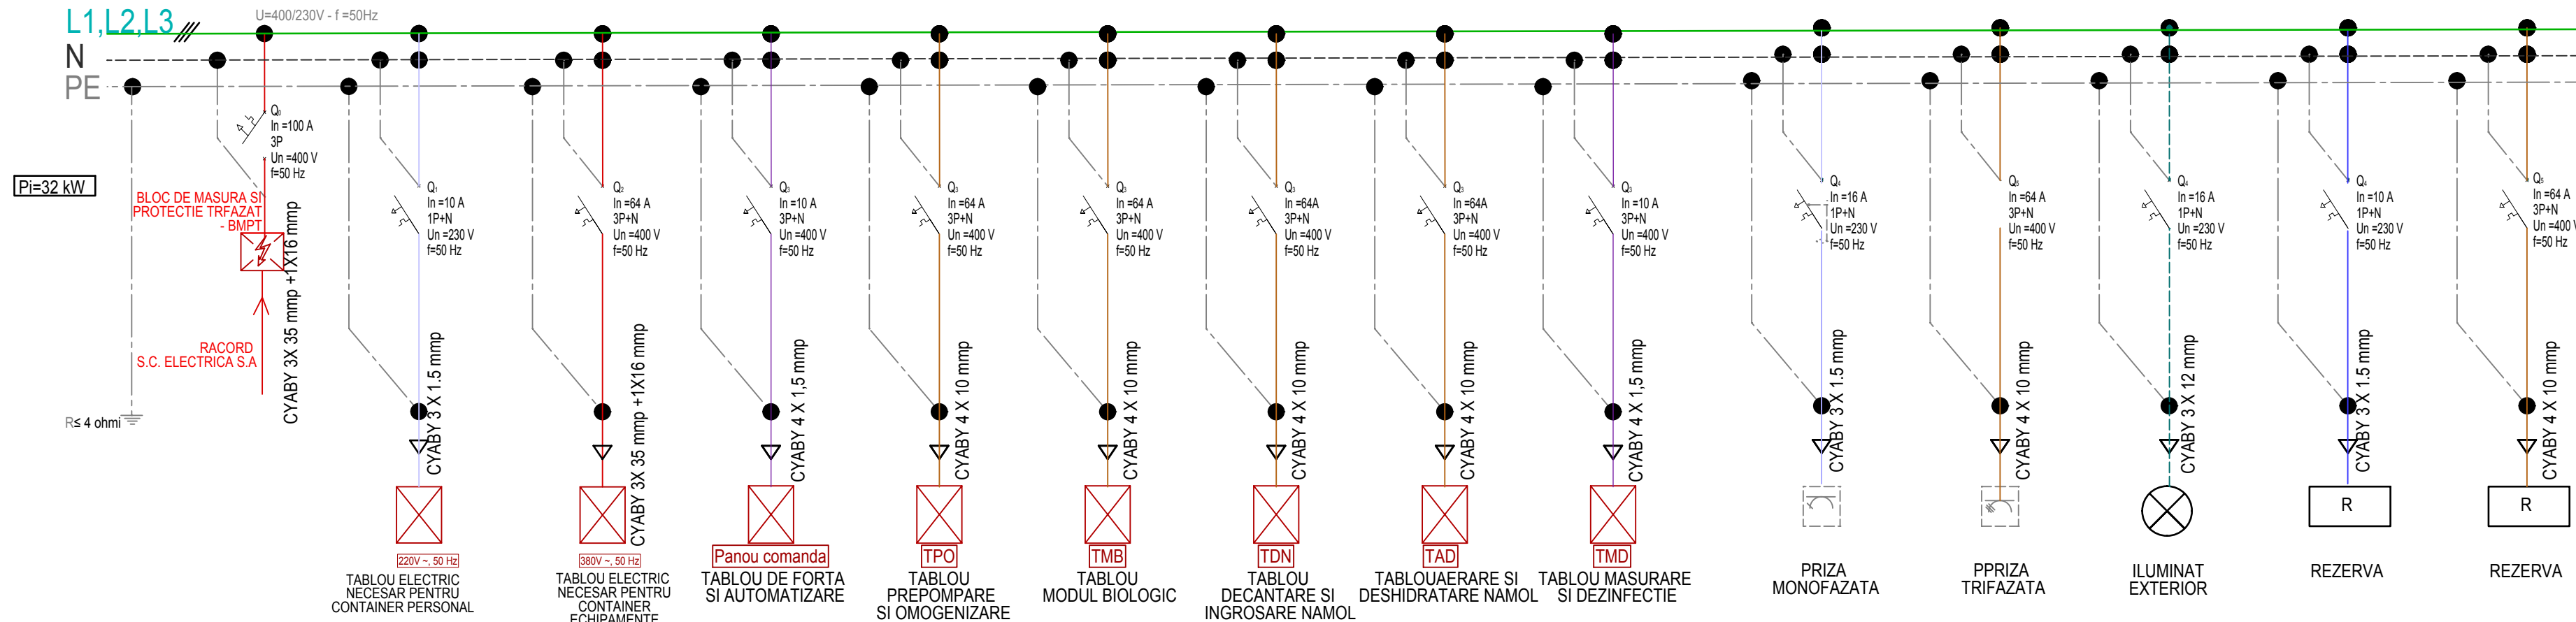 L1,L2,L3
U=400/230V - f =50Hz
N
PE
Pi=32 kW
R≤ 4 ohmi
Q0
In =100 A
3P
Un =400 V
f=50 Hz
BLOC DE MASURA SI
PROTECTIE TRFAZAT
- BMPT
RACORD
S.C. ELECTRICA S.A
CYABY 3X 35 mmp +1X16 mmp
Q1
In =10 A
1P+N
Un =230 V
f=50 Hz
CYABY 3 X 1.5 mmp
220V ~, 50 Hz
TABLOU ELECTRIC
NECESAR PENTRU
CONTAINER PERSONAL
Q2
In =64 A
3P+N
Un =400 V
f=50 Hz
CYABY 3X 35 mmp +1X16 mmp
380V ~, 50 Hz
TABLOU ELECTRIC
NECESAR PENTRU
CONTAINER
ECHIPAMENTE
Q3
In =10 A
3P+N
Un =400 V
f=50 Hz
CYABY 4 X 1,5 mmp
Panou comanda
TABLOU DE FORTA
SI AUTOMATIZARE
Q3
In =64 A
3P+N
Un =400 V
f=50 Hz
CYABY 4 X 10 mmp
TPO
TABLOU
PREPOMPARE
SI OMOGENIZARE
Q3
In =64 A
3P+N
Un =400 V
f=50 Hz
CYABY 4 X 10 mmp
TMB
TABLOU
MODUL BIOLOGIC
Q3
In =64A
3P+N
Un =400 V
f=50 Hz
CYABY 4 X 10 mmp
TDN
TABLOU
DECANTARE SI
INGROSARE NAMOL
Q3
In =64A
3P+N
Un =400 V
f=50 Hz
CYABY 4 X 10 mmp
TAD
TABLOUAERARE SI
DESHIDRATARE NAMOL
Q3
In =10 A
3P+N
Un =400 V
f=50 Hz
CYABY 4 X 1,5 mmp
TMD
TABLOU MASURARE
SI DEZINFECTIE
Q4
In =16 A
1P+N
Un =230 V
f=50 Hz
CYABY 3 X 1.5 mmp
PRIZA
MONOFAZATA
Q5
In =64 A
3P+N
Un =400 V
f=50 Hz
CYABY 4 X 10 mmp
PPRIZA
TRIFAZATA
Q4
In =16 A
1P+N
Un =230 V
f=50 Hz
CYABY 3 X 12 mmp
ILUMINAT
EXTERIOR
Q4
In =10 A
1P+N
Un =230 V
f=50 Hz
CYABY 3 X 1.5 mmp
R
REZERVA
Q5
In =64 A
3P+N
Un =400 V
f=50 Hz
CYABY 4 X 10 mmp
R
REZERVA